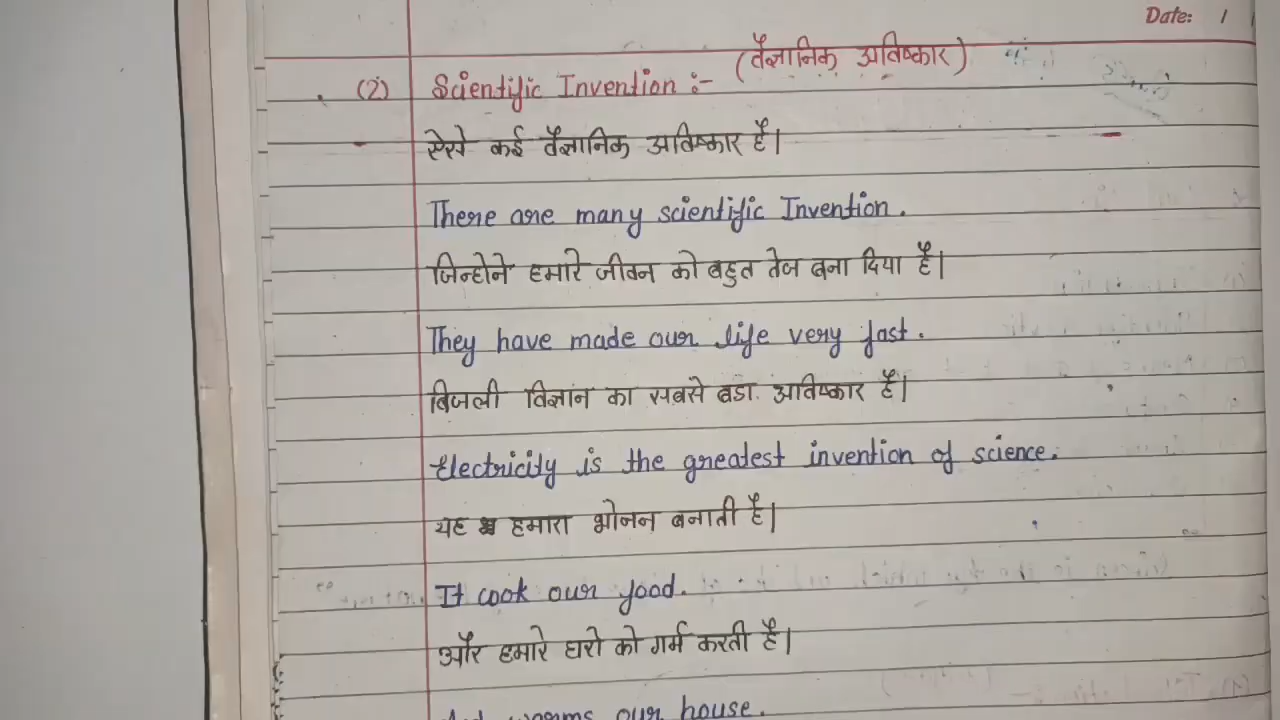 Date: / /
(वैज्ञानिक अविष्कार)
(2) Scientific Invention :-
ऐसे कई वैज्ञानिक अविष्कार है।
There are many scientific Invention.
जिन्होने हमारे जीवन को बहुत तेज बना दिया है।
They have made our life very fast.
बिजली विज्ञान का सबसे बडा अविष्कार है।
Electricity is the greatest invention of science.
यह हमारा भोजन बनाती है।
It cook our food.
और हमारे घरो को गर्म करती है।
And warms our house.